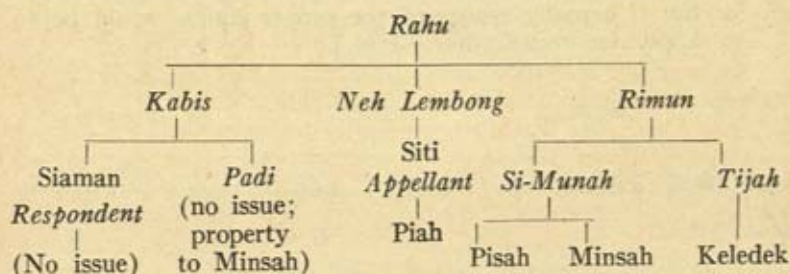 Rahu
Kabis Neh Lembong Rimun
Siaman Padi Siti Si-Munah Tijah
Respondent (no issue; Appellant
(No issue) property Piah Pisah Minsah Keledek
to Minsah)